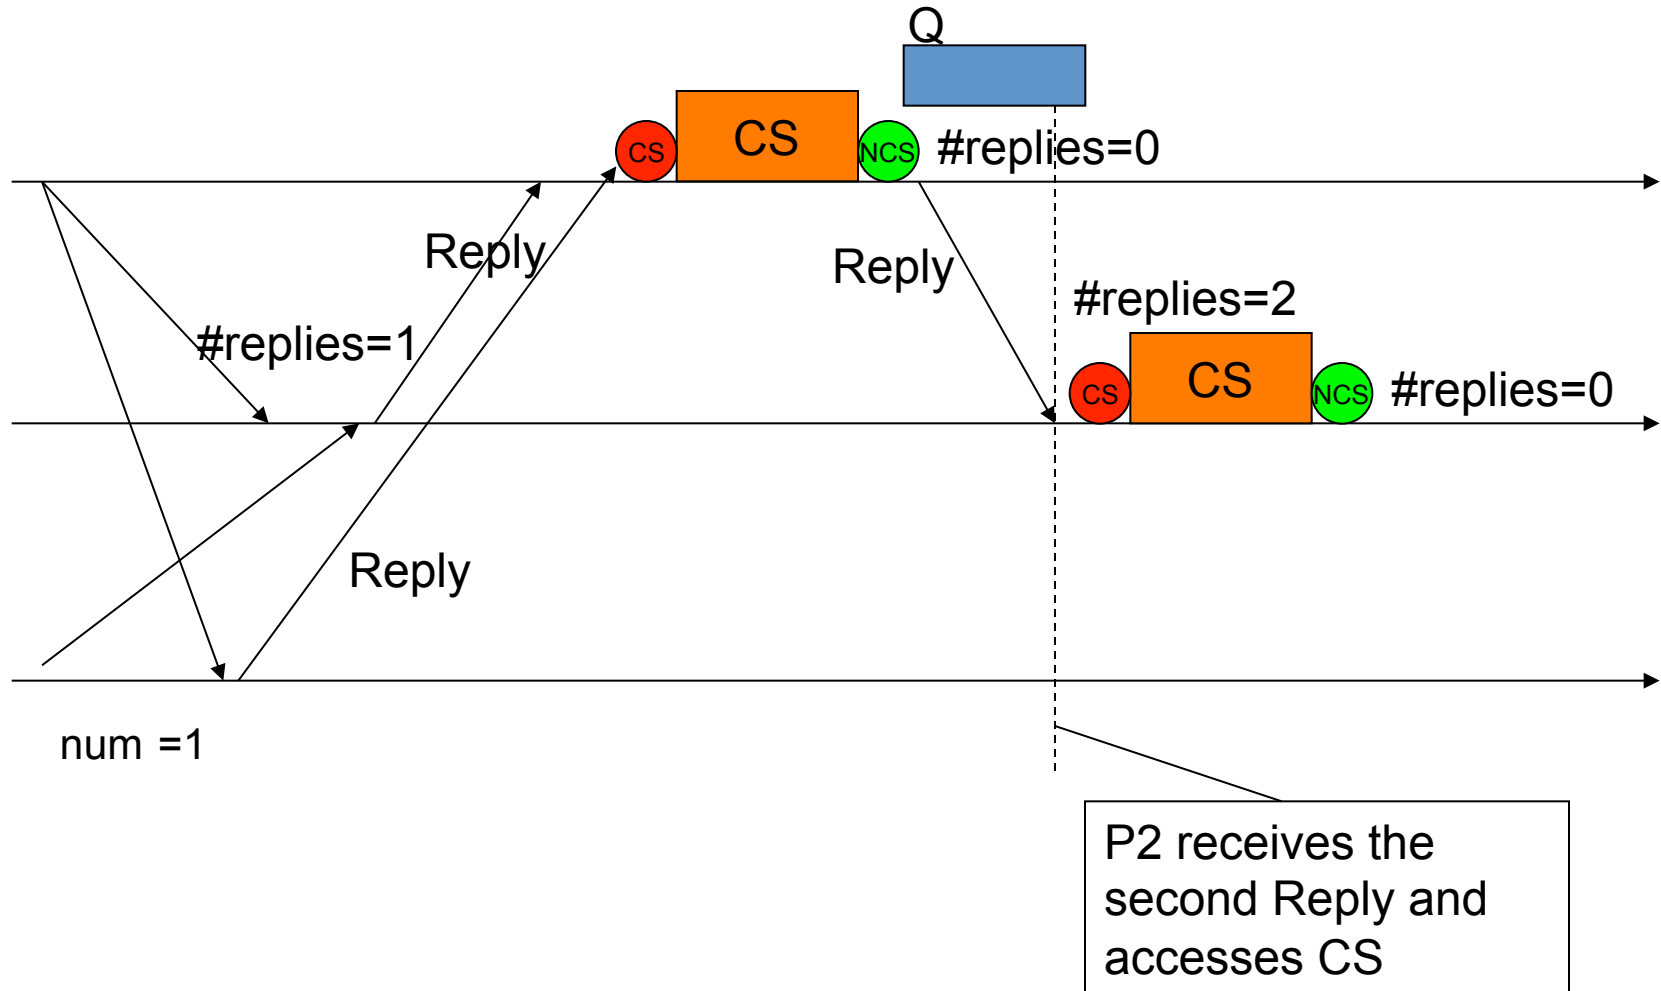 Q
CS
CS
NCS
#replies=0
Reply
Reply
#replies=2
#replies=1
CS
CS
NCS
#replies=0
Reply
num =1
P2 receives the
second Reply and
accesses CS